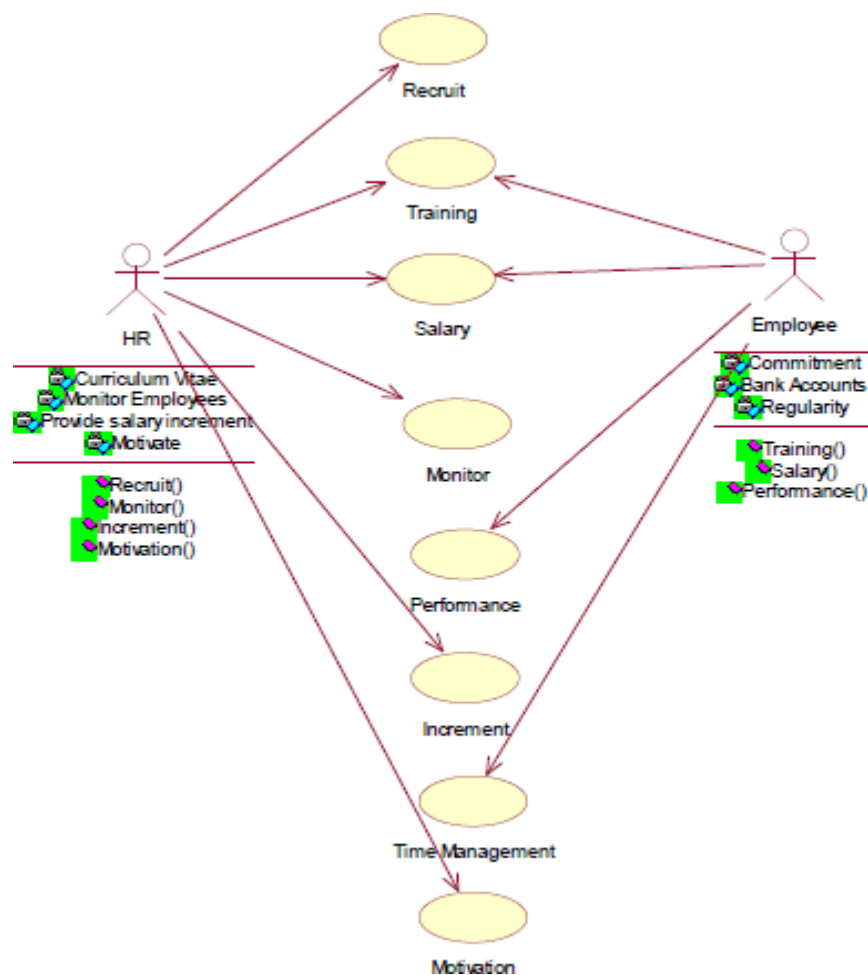 Recruit
Training
Salary
HR
Employee
Curriculum Vitae
Monitor Employees
Provide salary increment
Motivate
Commitment
Bank Accounts
Regularity
Recruit()
Monitor()
Increment()
Motivation()
Training()
Salary()
Performance()
Monitor
Performance
Increment
Time Management
Motivation